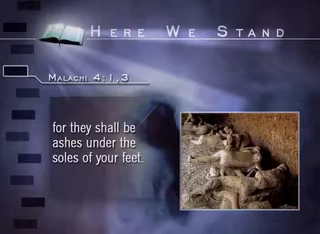 Here We Stand
Malachi 4:1,3
for they shall be
ashes under the
soles of your feet.